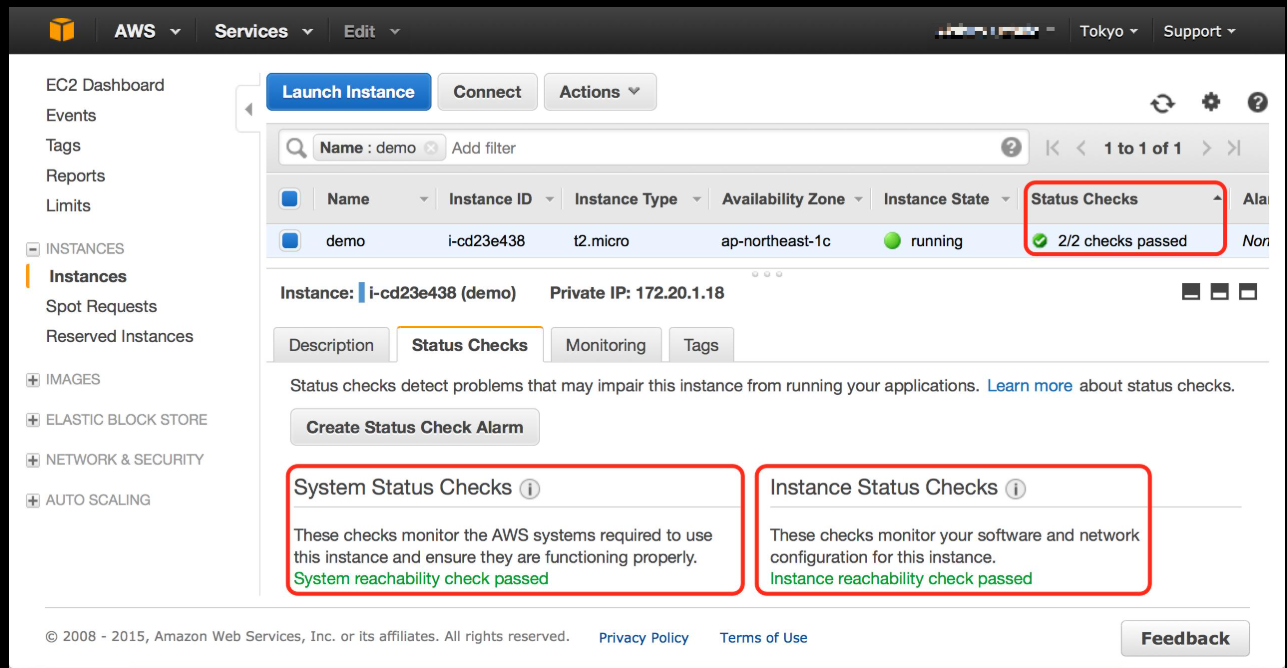 AWS Services Edit Tokyo Support
EC2 Dashboard
Events
Tags
Reports
Limits
INSTANCES
Instances
Spot Requests
Reserved Instances
IMAGES
ELASTIC BLOCK STORE
NETWORK & SECURITY
AUTO SCALING
Launch Instance Connect Actions
Name : demo Add filter 1 to 1 of 1
Name Instance ID Instance Type Availability Zone Instance State Status Checks Ala
demo i-cd23e438 t2.micro ap-northeast-1c running 2/2 checks passed Non
Instance: i-cd23e438 (demo) Private IP: 172.20.1.18
Description Status Checks Monitoring Tags
Status checks detect problems that may impair this instance from running your applications. Learn more about status checks.
Create Status Check Alarm
System Status Checks
These checks monitor the AWS systems required to use
this instance and ensure they are functioning properly.
System reachability check passed
Instance Status Checks
These checks monitor your software and network
configuration for this instance.
Instance reachability check passed
© 2008 - 2015, Amazon Web Services, Inc. or its affiliates. All rights reserved. Privacy Policy Terms of Use Feedback